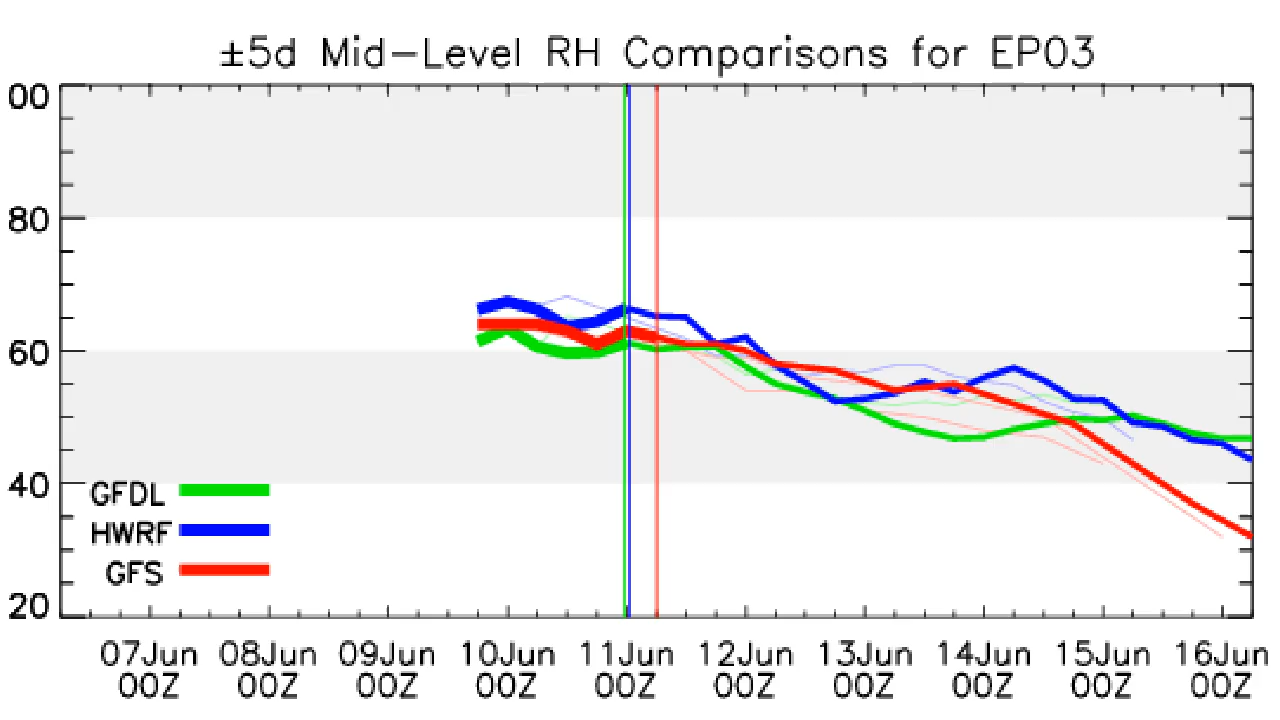 ±5d Mid-Level RH Comparisons for EP03
00
80
60
40
20
GFDL
HWRF
GFS
07Jun 08Jun 09Jun 10Jun 11Jun 12Jun 13Jun 14Jun 15Jun 16Jun
00Z 00Z 00Z 00Z 00Z 00Z 00Z 00Z 00Z 00Z